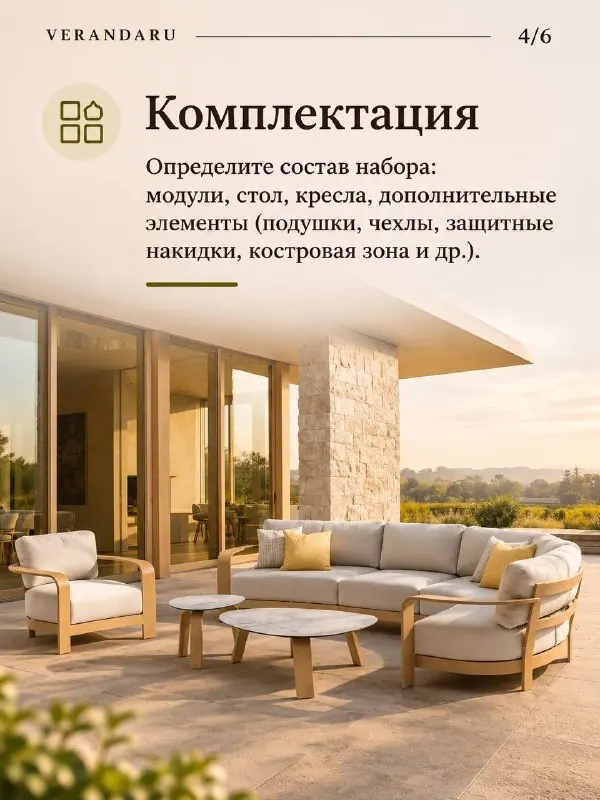 VERANDARU
4/6
Комплектация
Определите состав набора:
модули, стол, кресла, дополнительные
элементы (подушки, чехлы, защитные
накидки, костровая зона и др.).